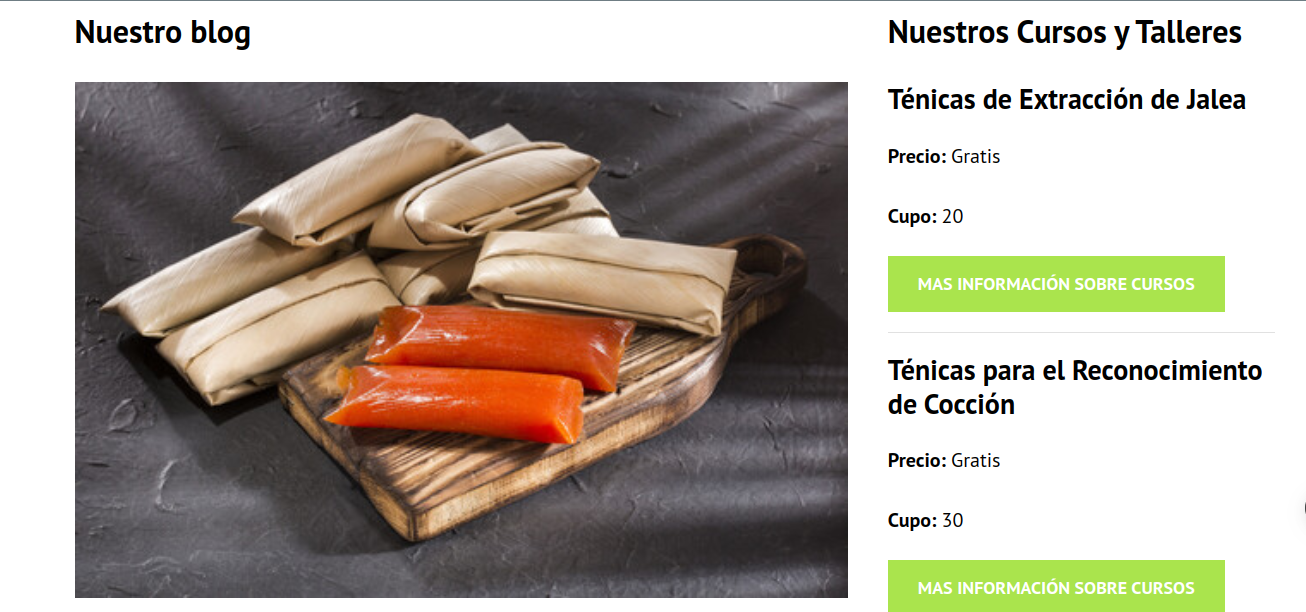 Nuestro blog
Nuestros Cursos y Talleres
Ténicas de Extracción de Jalea
Precio: Gratis
Cupo: 20
MAS INFORMACIÓN SOBRE CURSOS
Ténicas para el Reconocimiento
de Cocción
Precio: Gratis
Cupo: 30
MAS INFORMACIÓN SOBRE CURSOS